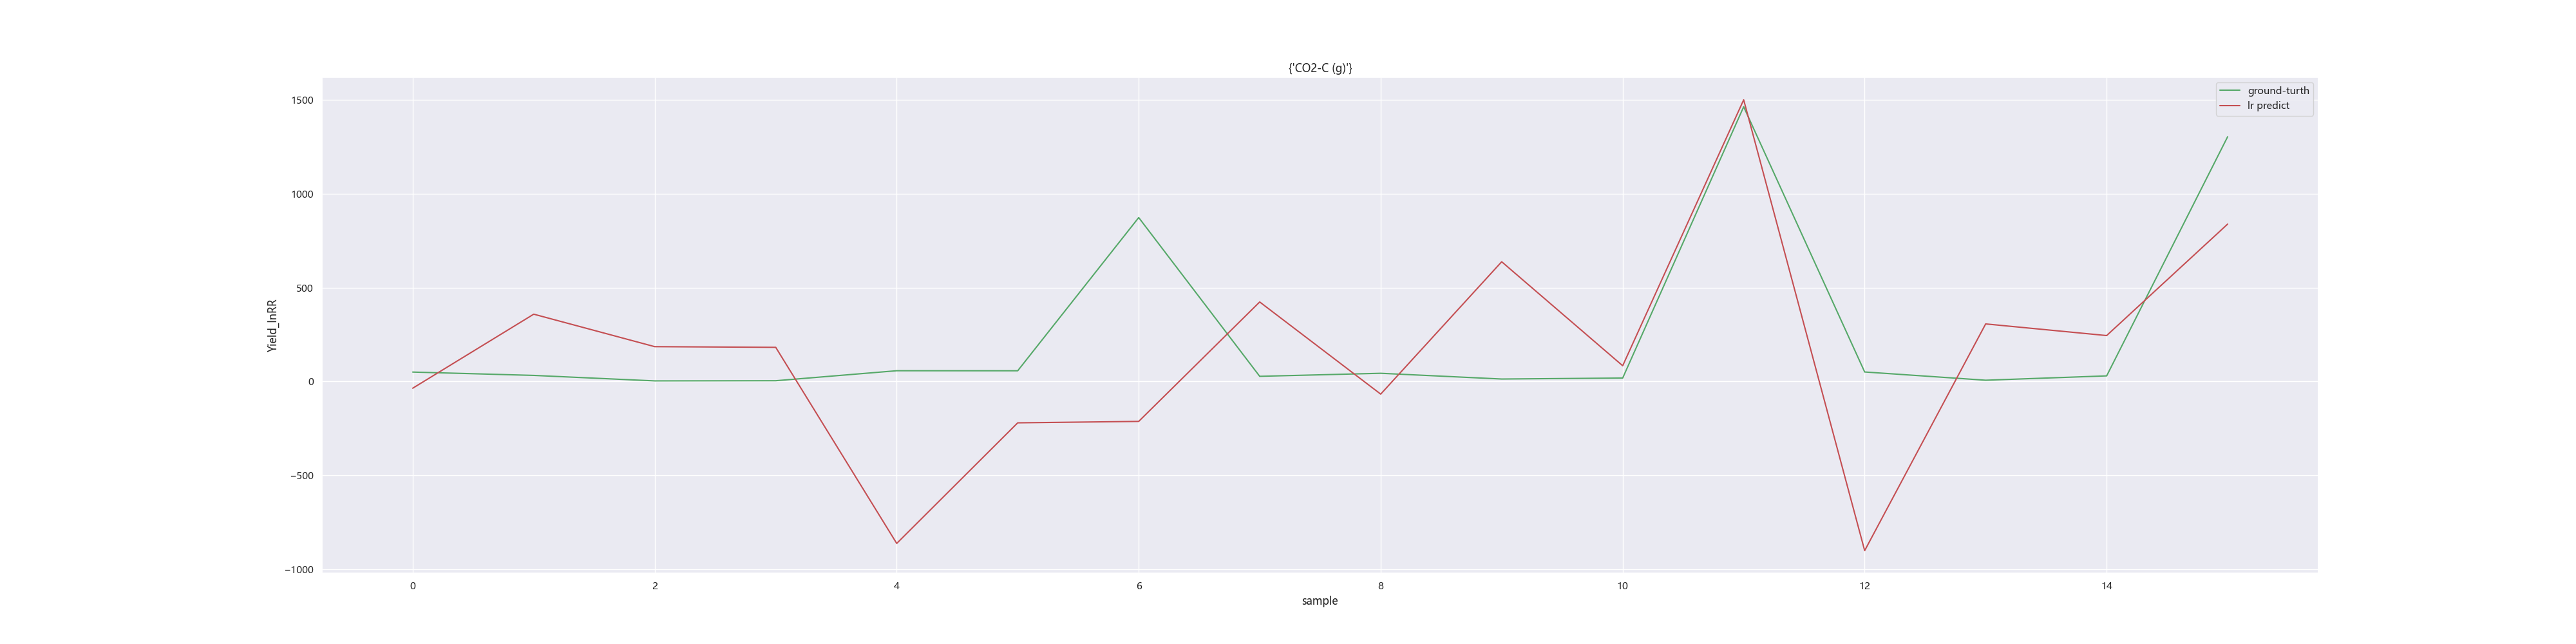 {'CO2-C (g)'}
ground-turth
lr predict
1500
1000
500
0
−500
−1000
Yield_lnRR
0 2 4 6 8 10 12 14
sample